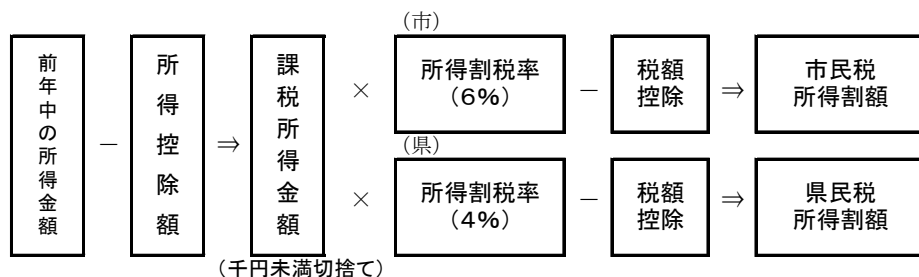 前年中の所得金額
－
所得控除額
⇒
課税所得金額
(千円未満切捨て)
(市)
×
所得割税率
(6%)
－
税額
控除
⇒
市民税
所得割額
(県)
×
所得割税率
(4%)
－
税額
控除
⇒
県民税
所得割額